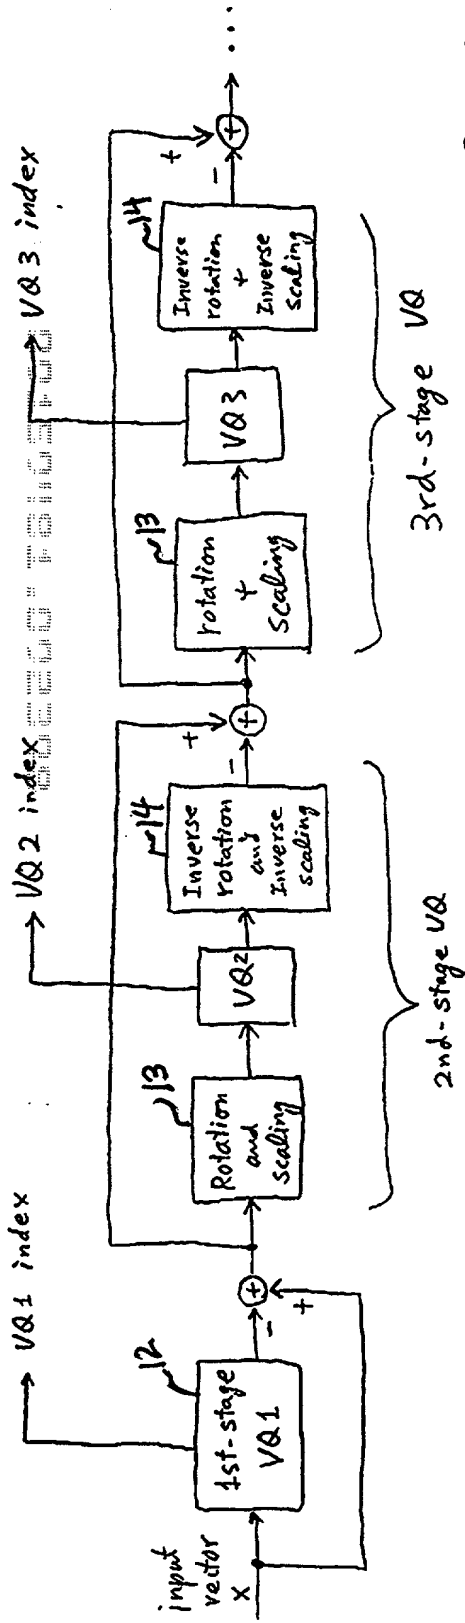 input
vector
x
1st-stage
VQ1
12
VQ1 index
-
+
+
Rotation
and
scaling
13
VQ2
VQ2 index
Inverse
rotation
and
Inverse
scaling
14
-
+
+
2nd-stage VQ
rotation
+
scaling
13
VQ3
VQ3 index
Inverse
rotation
+
Inverse
scaling
14
-
+
+
...
3rd-stage VQ